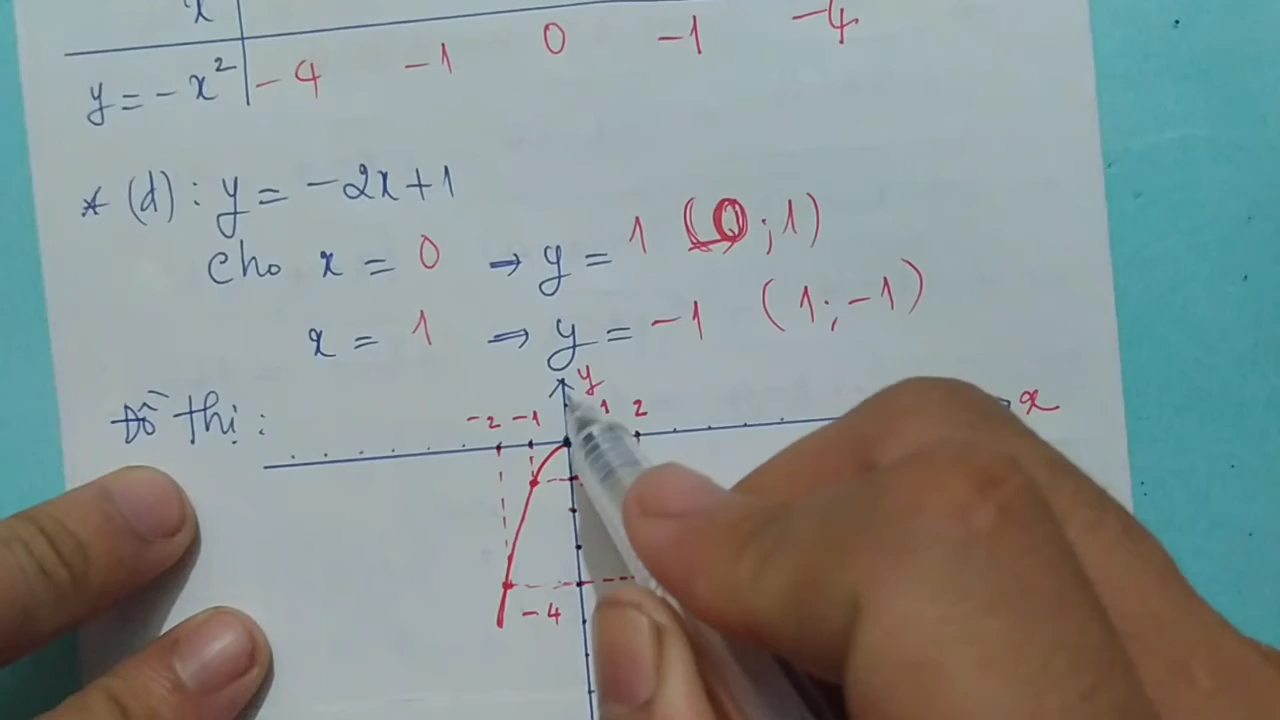 x
y = -x² -4 -1 0 -1 -4
* (d): y = -2x+1
Cho x = 0 ⇒ y = 1 (0;1)
x = 1 ⇒ y = -1 (1;-1)
Đồ thị:
y
-2 -1 1 2 x
-4